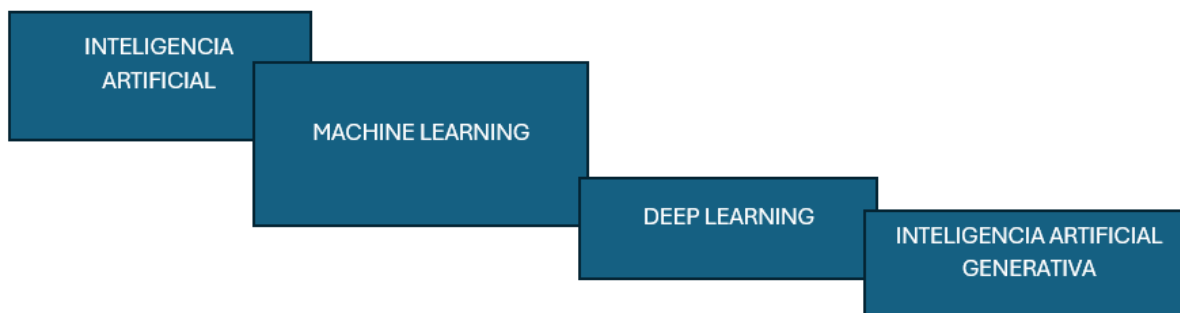 INTELIGENCIA
ARTIFICIAL
MACHINE LEARNING
DEEP LEARNING
INTELIGENCIA ARTIFICIAL
GENERATIVA